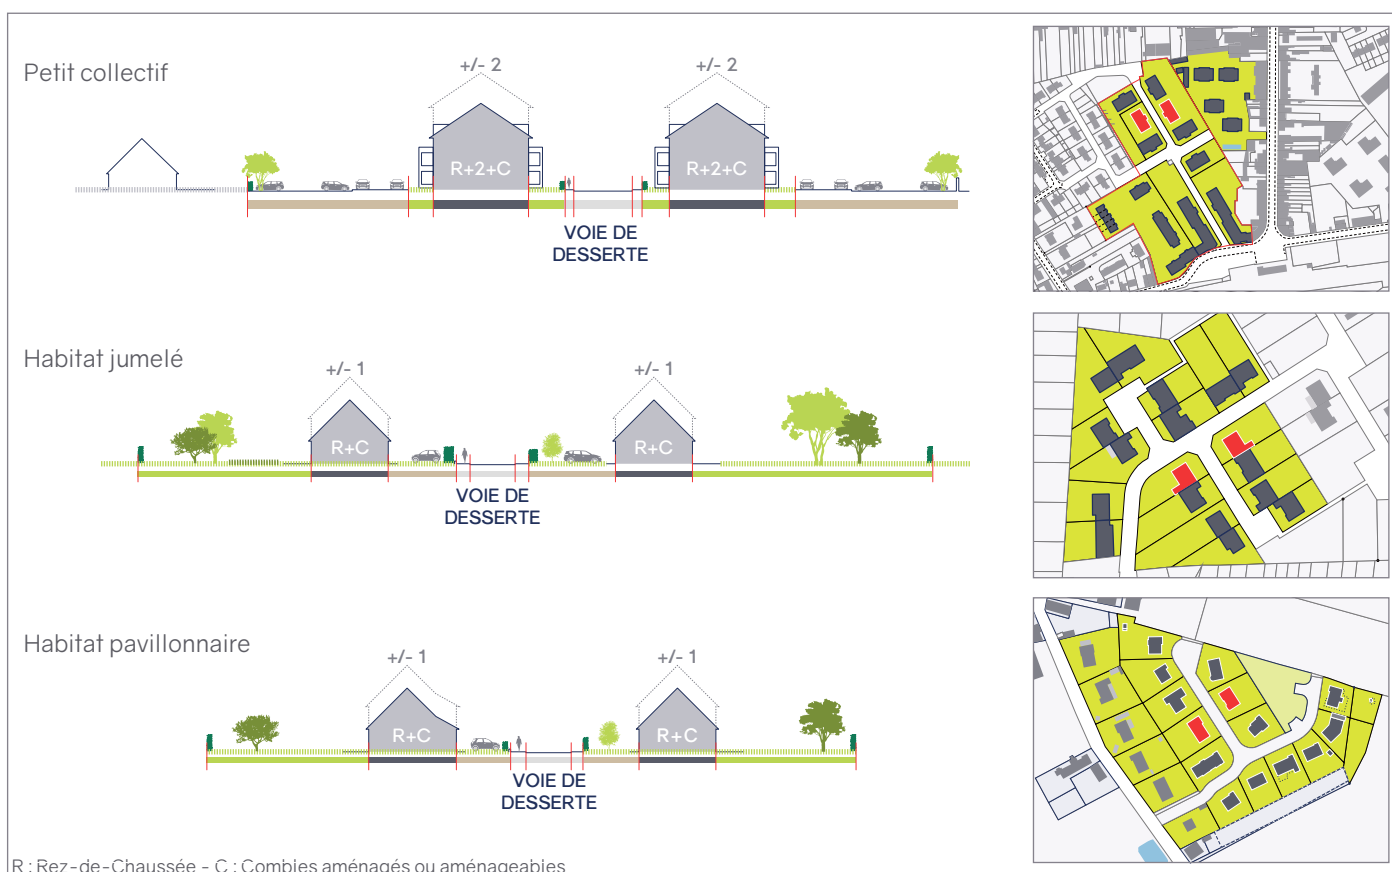 Petit collectif
+/- 2
+/- 2
R+2+C
R+2+C
VOIE DE
DESSERTE
Habitat jumelé
+/- 1
+/- 1
R+C
R+C
VOIE DE
DESSERTE
Habitat pavillonnaire
+/- 1
+/- 1
R+C
R+C
VOIE DE
DESSERTE
R : Rez-de-Chaussée - C : Combles aménagés ou aménageables